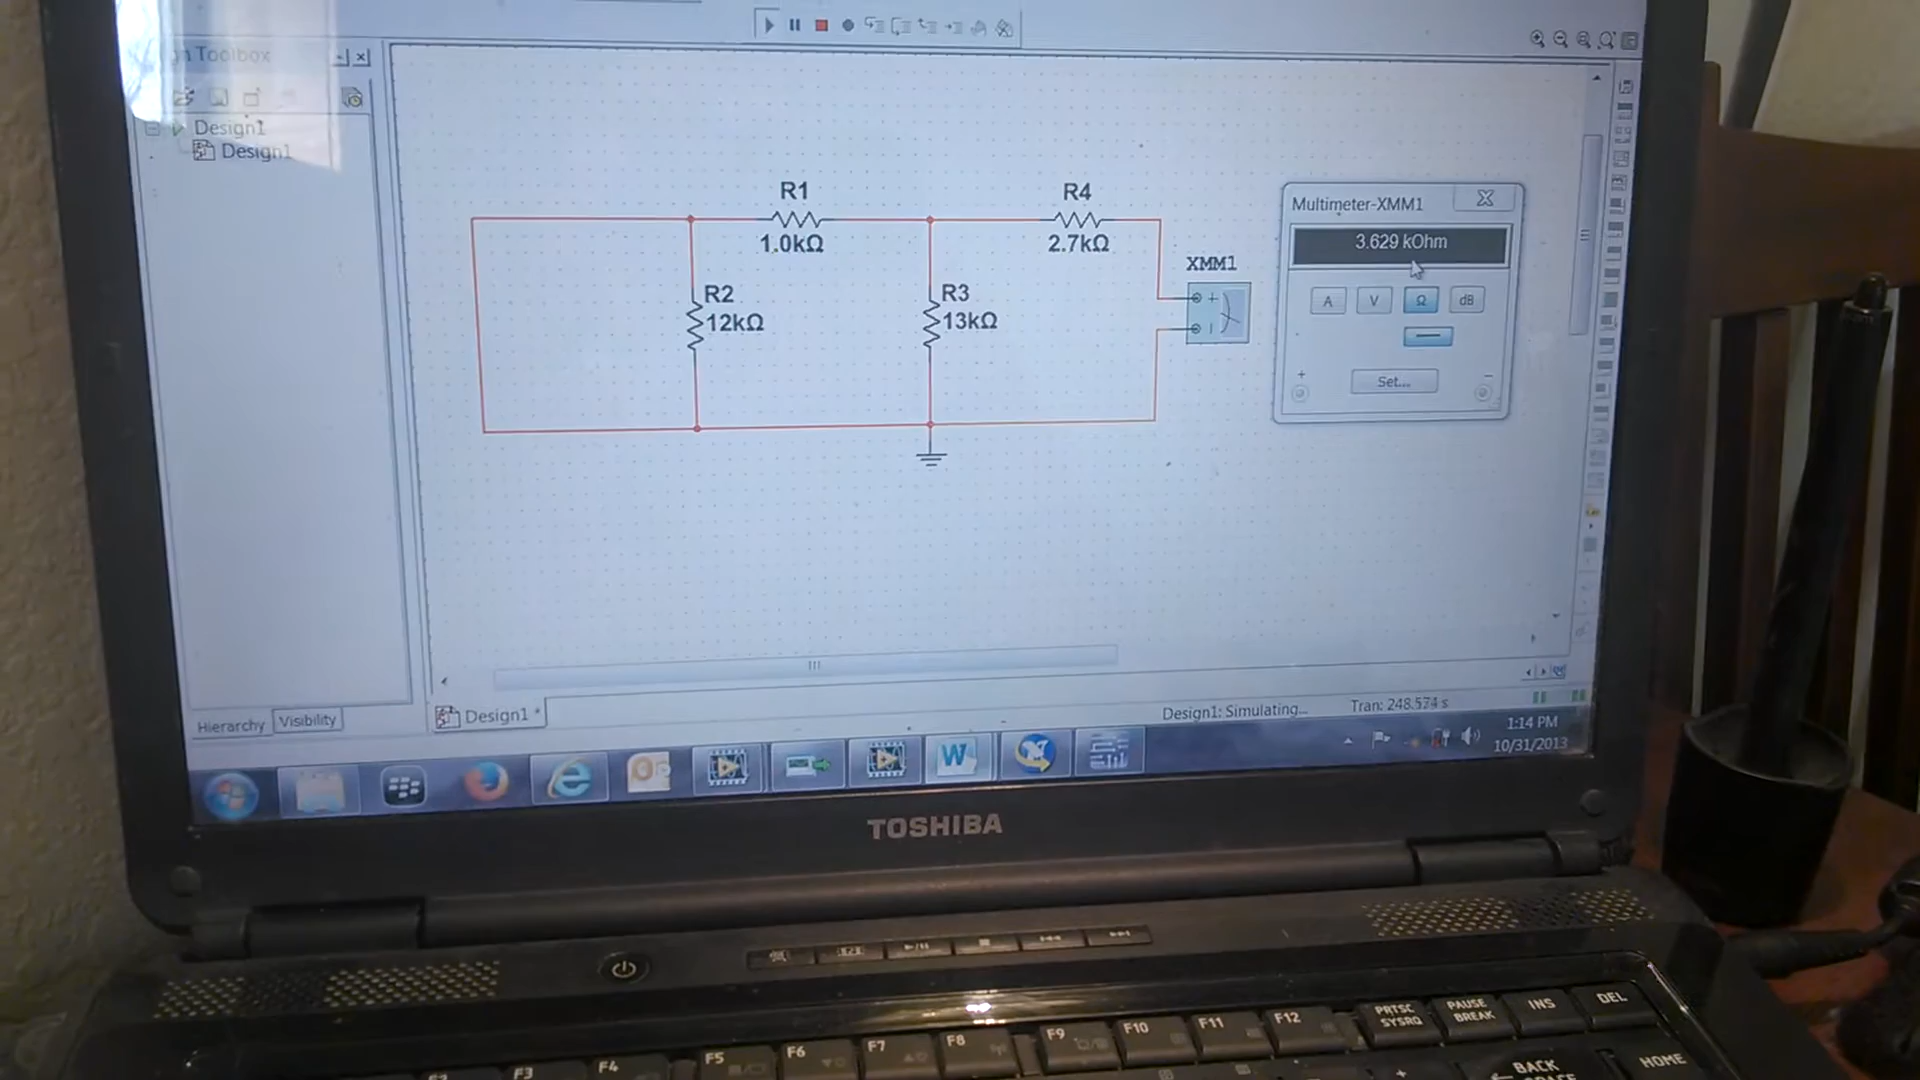 Toolbox
Design1
Design1
R1
1.0kΩ
R4
2.7kΩ
R2
12kΩ
R3
13kΩ
XMM1
+
Multimeter-XMM1
3.629 kOhm
A V Ω dB
+ −
Set...
Hierarchy Visibility
Design1 *
Design1: Simulating... Tran: 248.574 s
1:14 PM
10/31/2013
W
TOSHIBA
F3 F4 F5 F6 F7 F8 F9 F10 F11 F12
PRTSC
SYSRQ
PAUSE
BREAK
INS
DEL
BACK
HOME